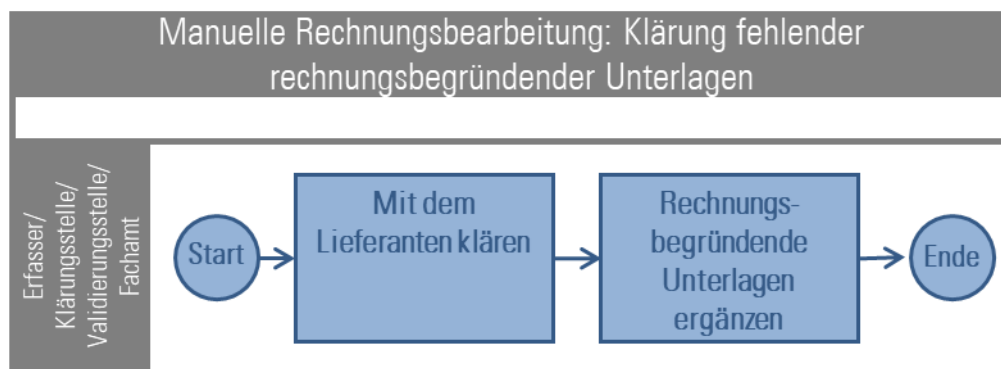 Manuelle Rechnungsbearbeitung: Klärung fehlender
rechnungsbegründender Unterlagen
Erfasser/
Klärungsstelle/
Validierungsstelle/
Fachamt
Start
Mit dem
Lieferanten klären
Rechnungs-
begründende
Unterlagen
ergänzen
Ende